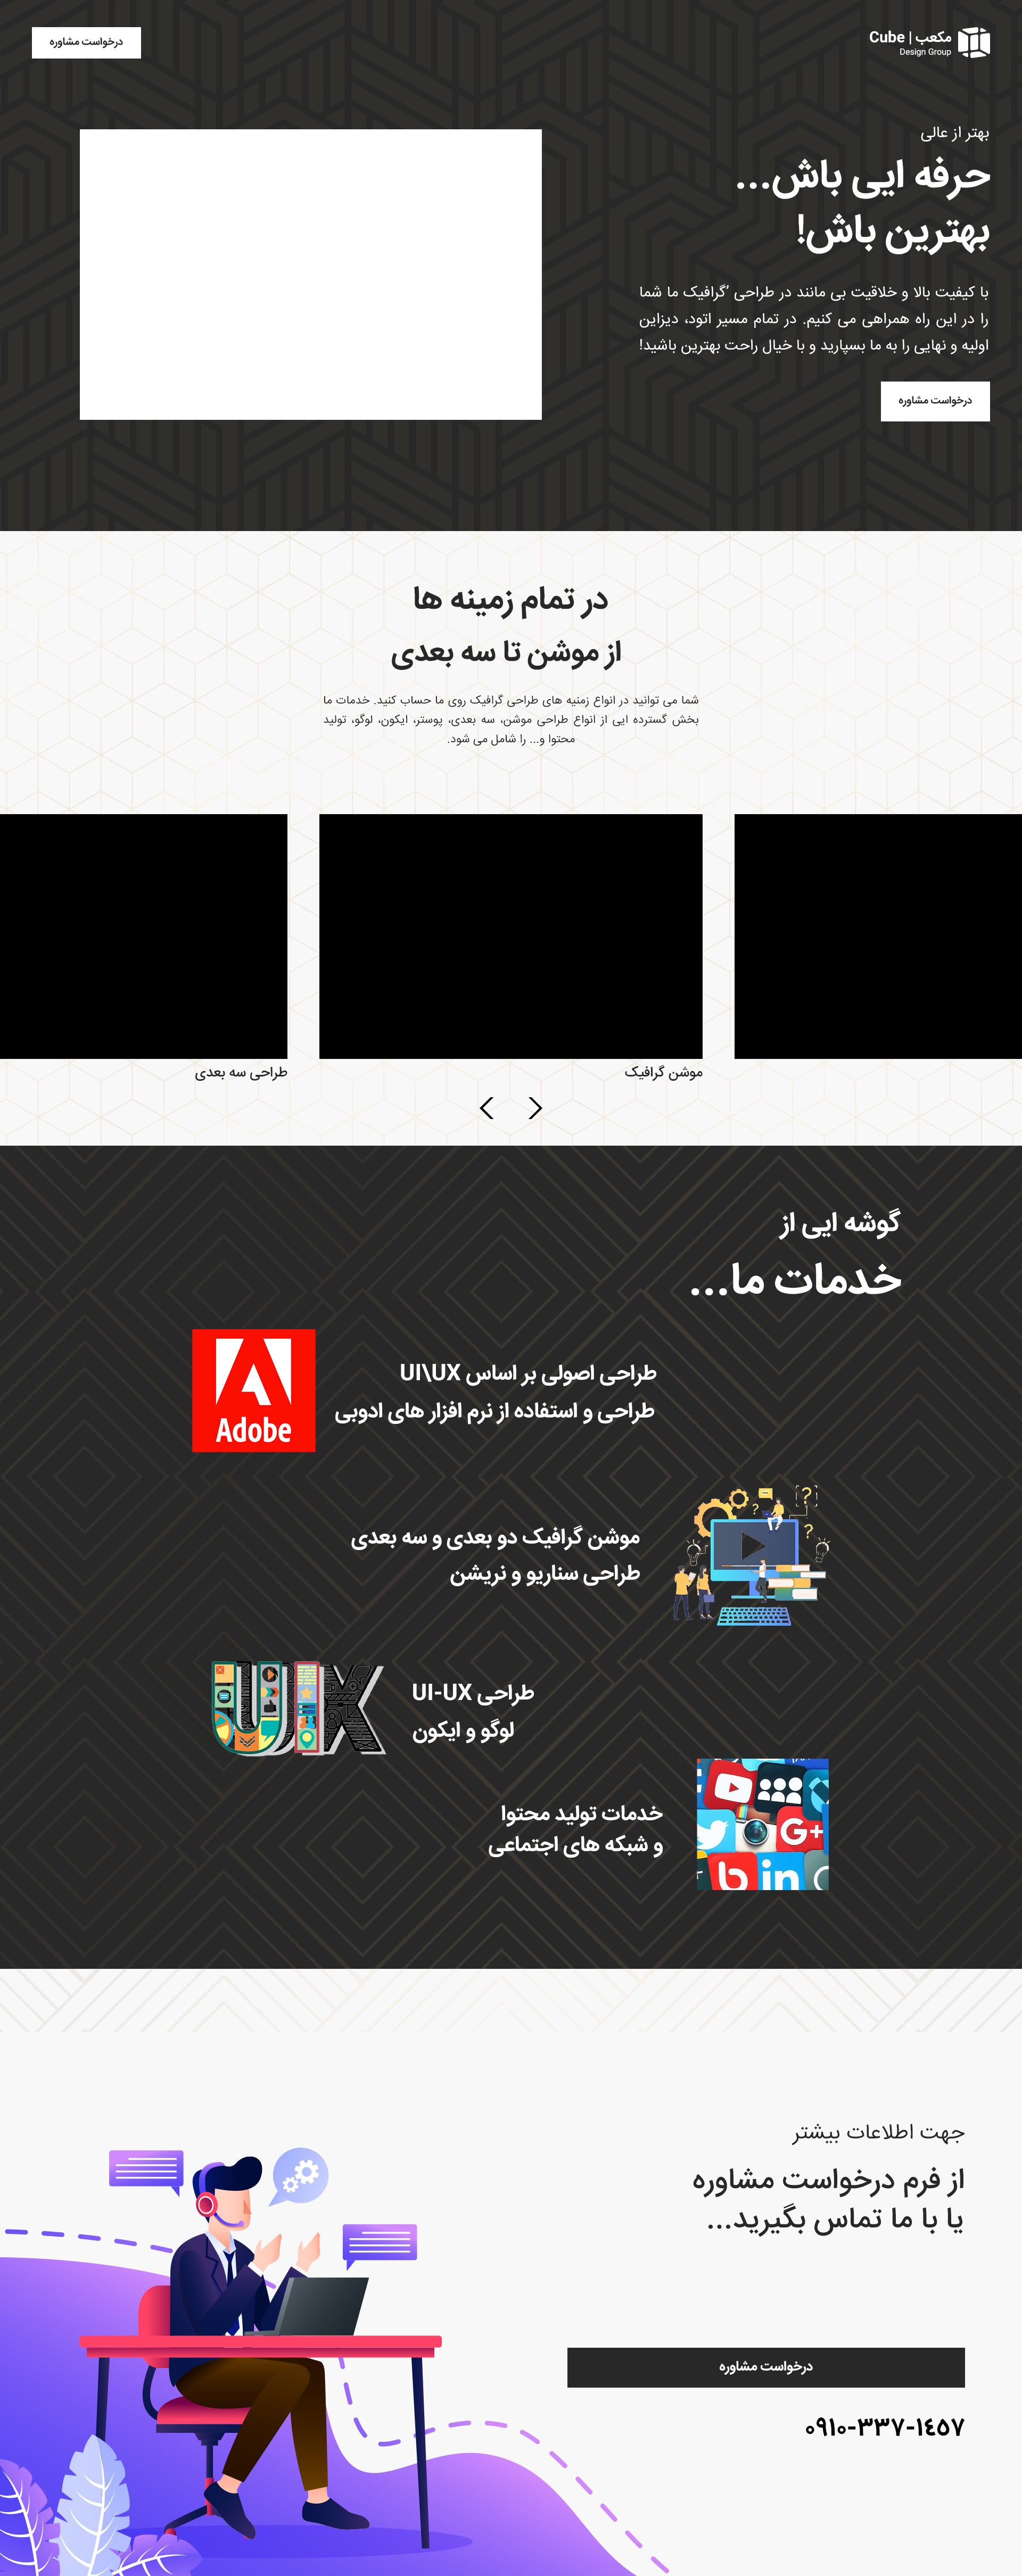 مکعب | Cube
Design Group
درخواست مشاوره
بهتر از عالی
حرفه ایی باش...
بهترین باش!
با کیفیت بالا و خلاقیت بی مانند در طراحی ٬گرافیک ما شما
را در این راه همراهی می کنیم. در تمام مسیر اتود، دیزاین
اولیه و نهایی را به ما بسپارید و با خیال راحت بهترین باشید!
درخواست مشاوره
در تمام زمینه ها
از موشن تا سه بعدی
شما می توانید در انواع زمنیه های طراحی گرافیک روی ما حساب کنید. خدمات ما
بخش گسترده ایی از انواع طراحی موشن، سه بعدی، پوستر، ایکون، لوگو، تولید
محتوا و... را شامل می شود.
موشن گرافیک
طراحی سه بعدی
گوشه ایی از
خدمات ما...
طراحی اصولی بر اساس UI\UX
طراحی و استفاده از نرم افزار های ادوبی
Adobe
موشن گرافیک دو بعدی و سه بعدی
طراحی سناریو و نریشن
UIX
طراحی UI-UX
لوگو و ایکون
خدمات تولید محتوا
و شبکه های اجتماعی
G+
in
جهت اطلاعات بیشتر
از فرم درخواست مشاوره
یا با ما تماس بگیرید...
درخواست مشاوره
٠٩١٠-٣٣٧-١٤٥٧